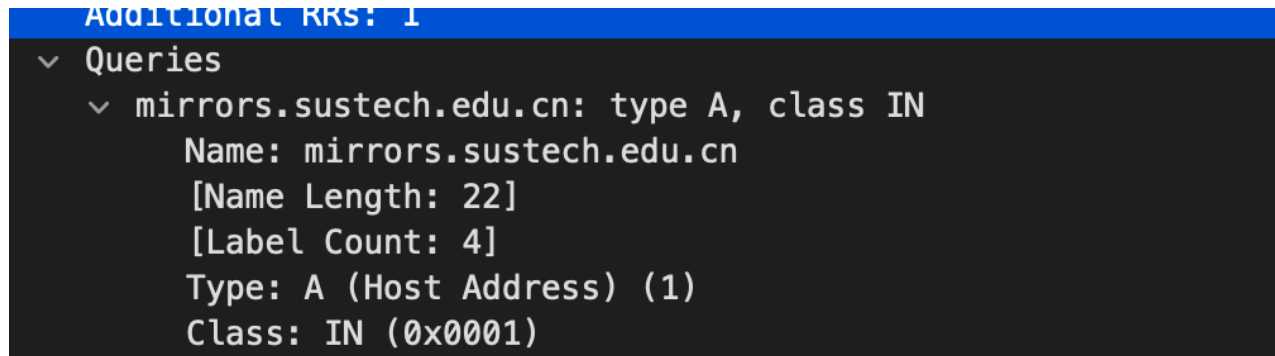 Additional RRs: 1
Queries
mirrors.sustech.edu.cn: type A, class IN
Name: mirrors.sustech.edu.cn
[Name Length: 22]
[Label Count: 4]
Type: A (Host Address) (1)
Class: IN (0x0001)